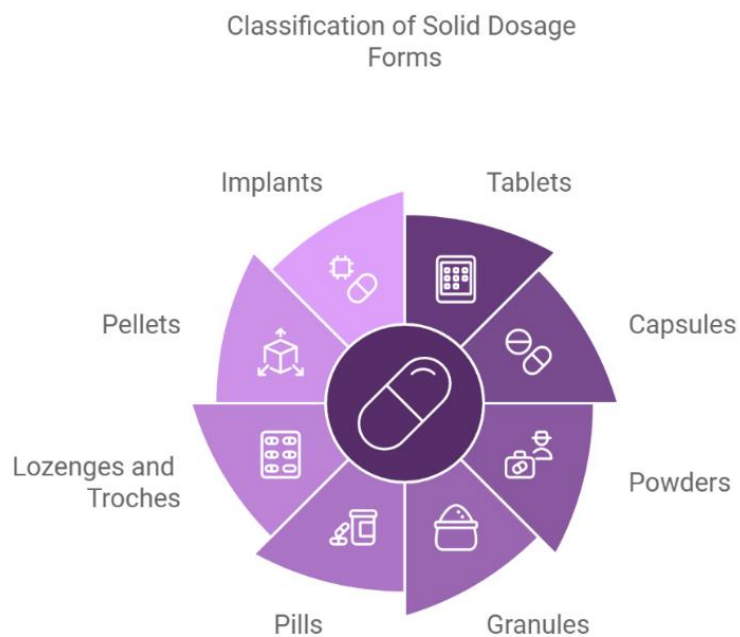 Classification of Solid Dosage
Forms
Implants
Tablets
Pellets
Capsules
Lozenges and
Troches
Powders
Pills
Granules